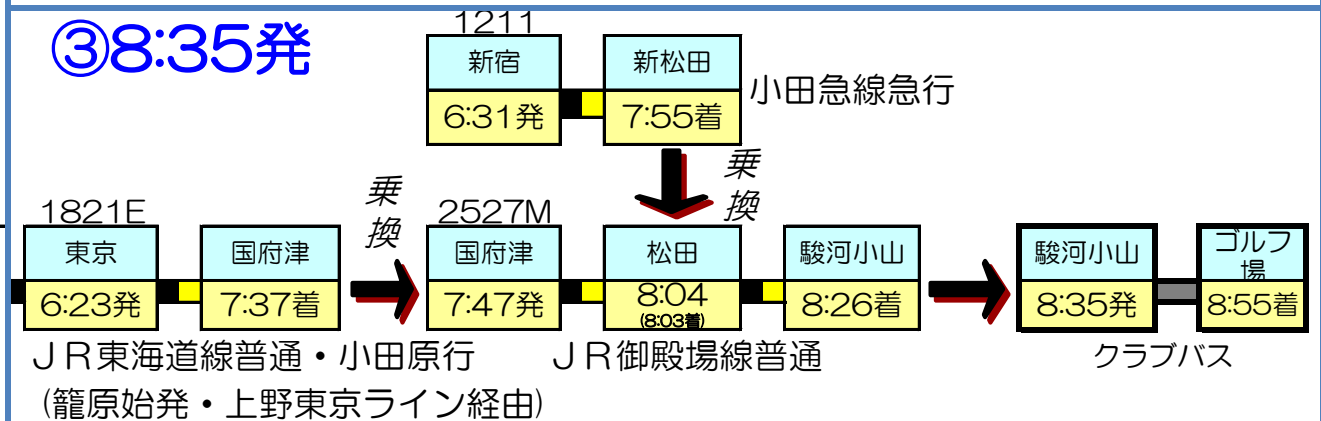 ③8:35発
1211
新宿
新松田
6:31発
7:55着
小田急線急行
乗換
1821E
東京
国府津
6:23発
7:37着
乗換
2527M
国府津
松田
駿河小山
7:47発
8:04
(8:03着)
8:26着
駿河小山
ゴルフ
場
8:35発
8:55着
JR東海道線普通・小田原行
JR御殿場線普通
クラブバス
(籠原始発・上野東京ライン経由)